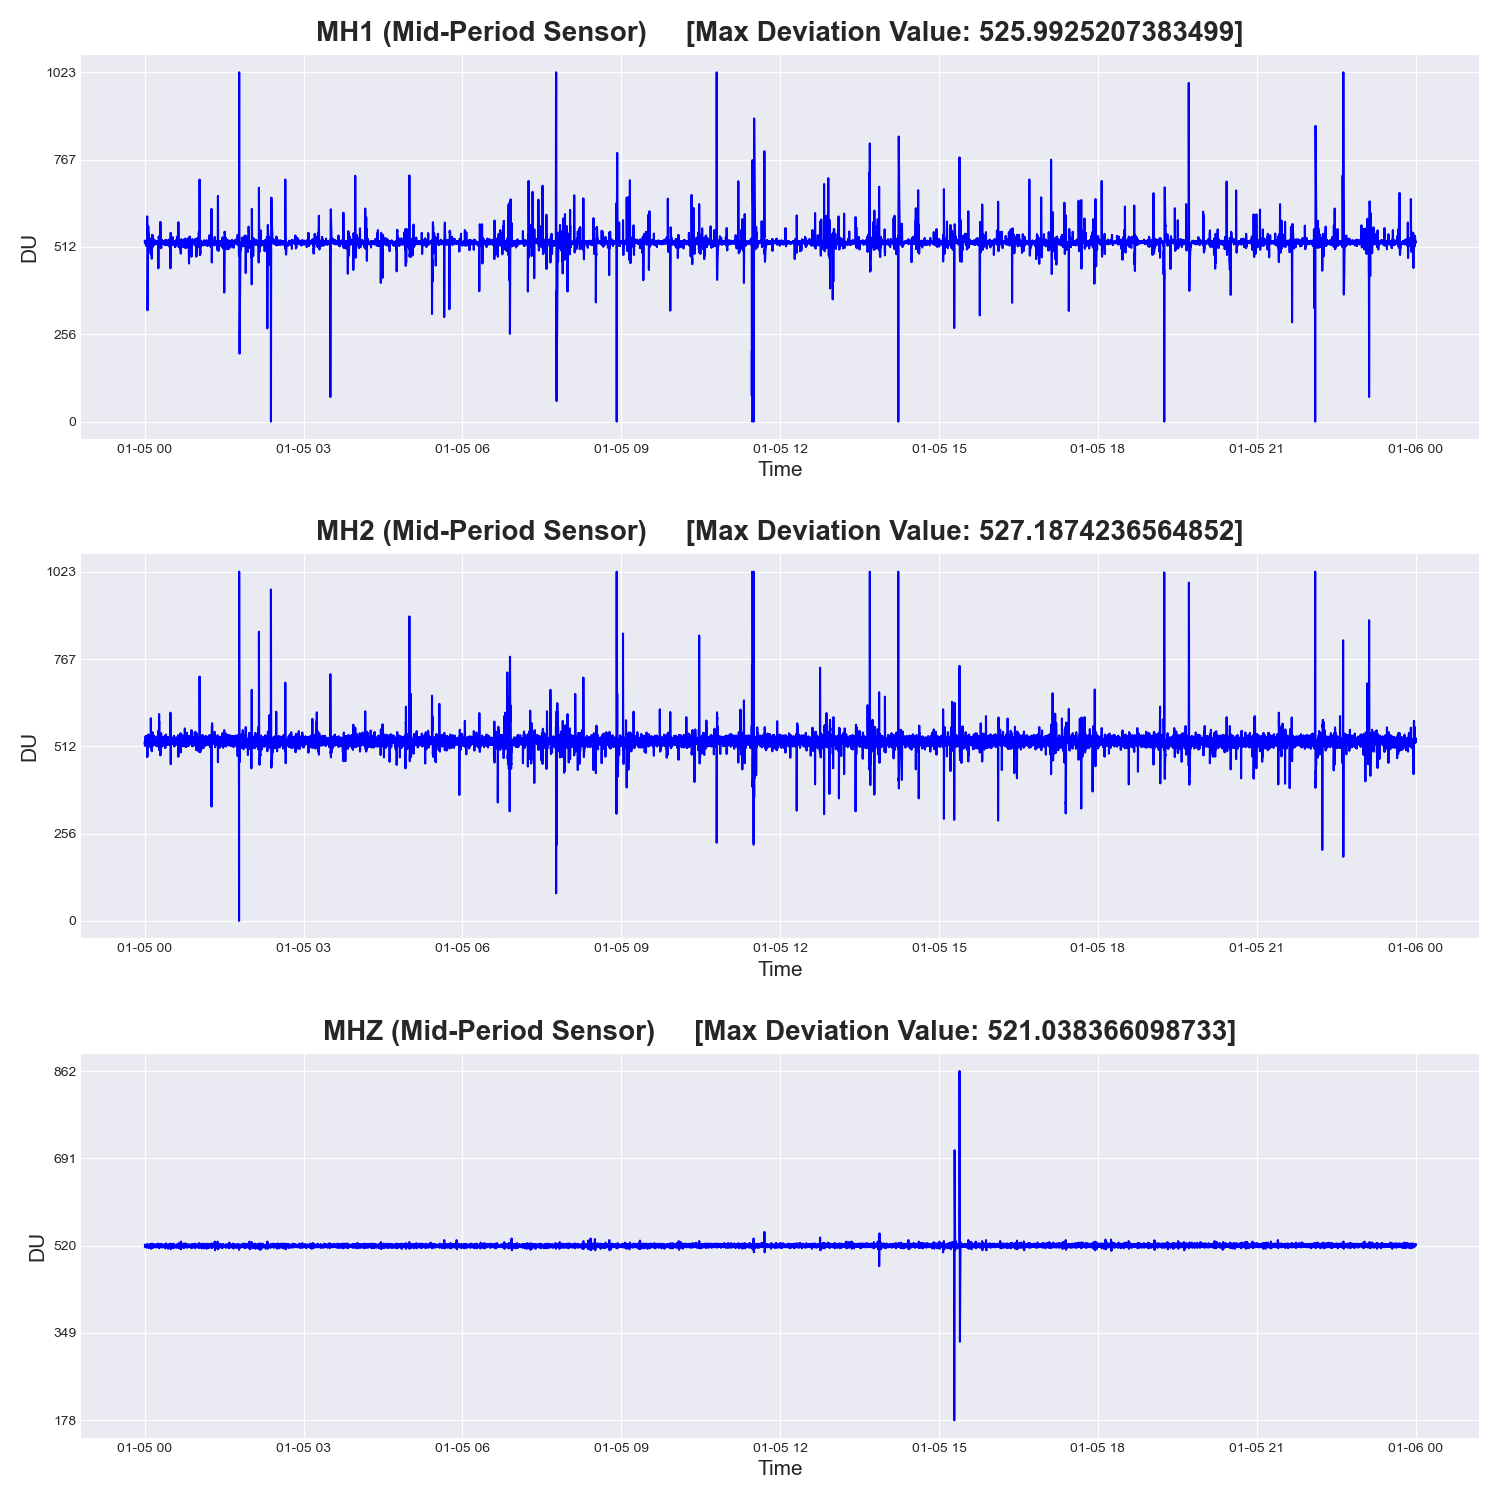 MH1 (Mid-Period Sensor) [Max Deviation Value: 525.9925207383499]
1023
767
512
256
0
DU
01-05 00 01-05 03 01-05 06 01-05 09 01-05 12 01-05 15 01-05 18 01-05 21 01-06 00
Time
MH2 (Mid-Period Sensor) [Max Deviation Value: 527.1874236564852]
1023
767
512
256
0
DU
01-05 00 01-05 03 01-05 06 01-05 09 01-05 12 01-05 15 01-05 18 01-05 21 01-06 00
Time
MHZ (Mid-Period Sensor) [Max Deviation Value: 521.038366098733]
862
691
520
349
178
DU
01-05 00 01-05 03 01-05 06 01-05 09 01-05 12 01-05 15 01-05 18 01-05 21 01-06 00
Time